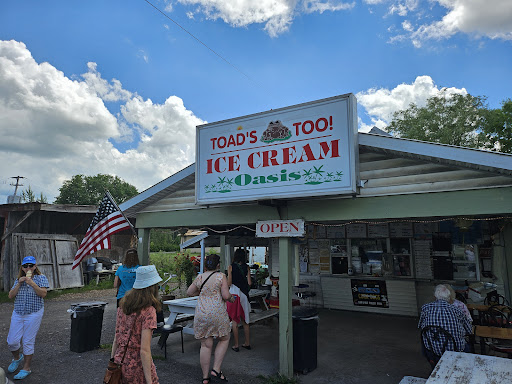 TOAD'S TOO!
ICE CREAM
Oasis
OPEN